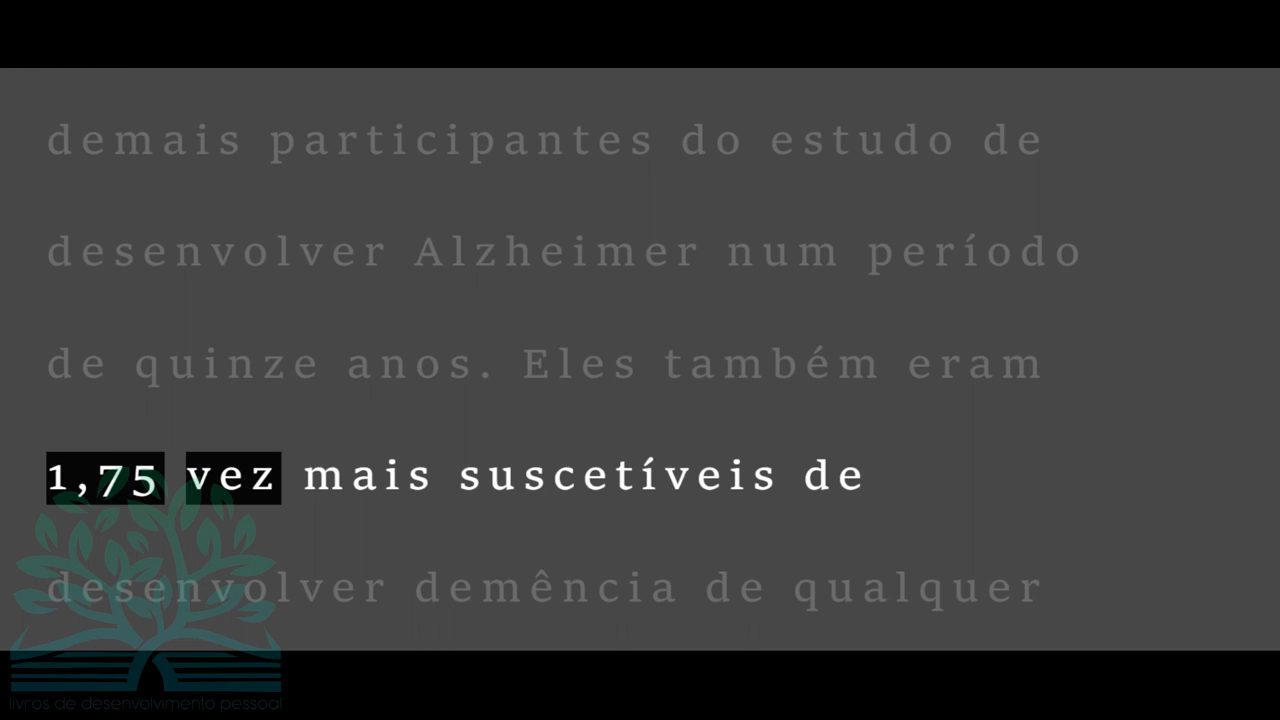 demais participantes do estudo de
desenvolver Alzheimer num período
de quinze anos. Eles também eram
1,75 vez mais suscetíveis de
desenvolver demência de qualquer
livros de desenvolvimento pessoal